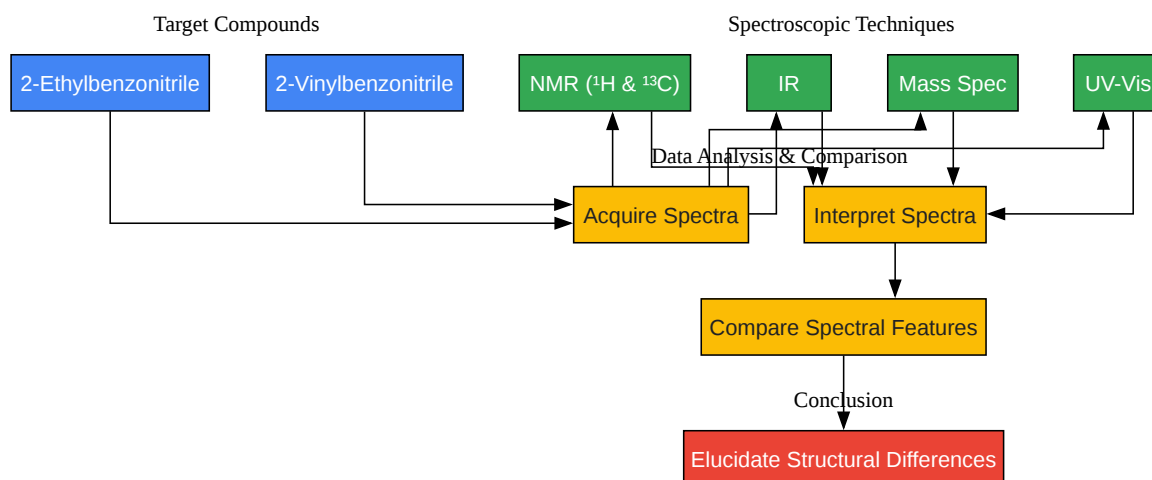 Target Compounds
Spectroscopic Techniques
2-Ethylbenzonitrile
2-Vinylbenzonitrile
NMR (¹H & ¹³C)
IR
Mass Spec
UV-Vis
Data Analysis & Comparison
Acquire Spectra
Interpret Spectra
Compare Spectral Features
Conclusion
Elucidate Structural Differences